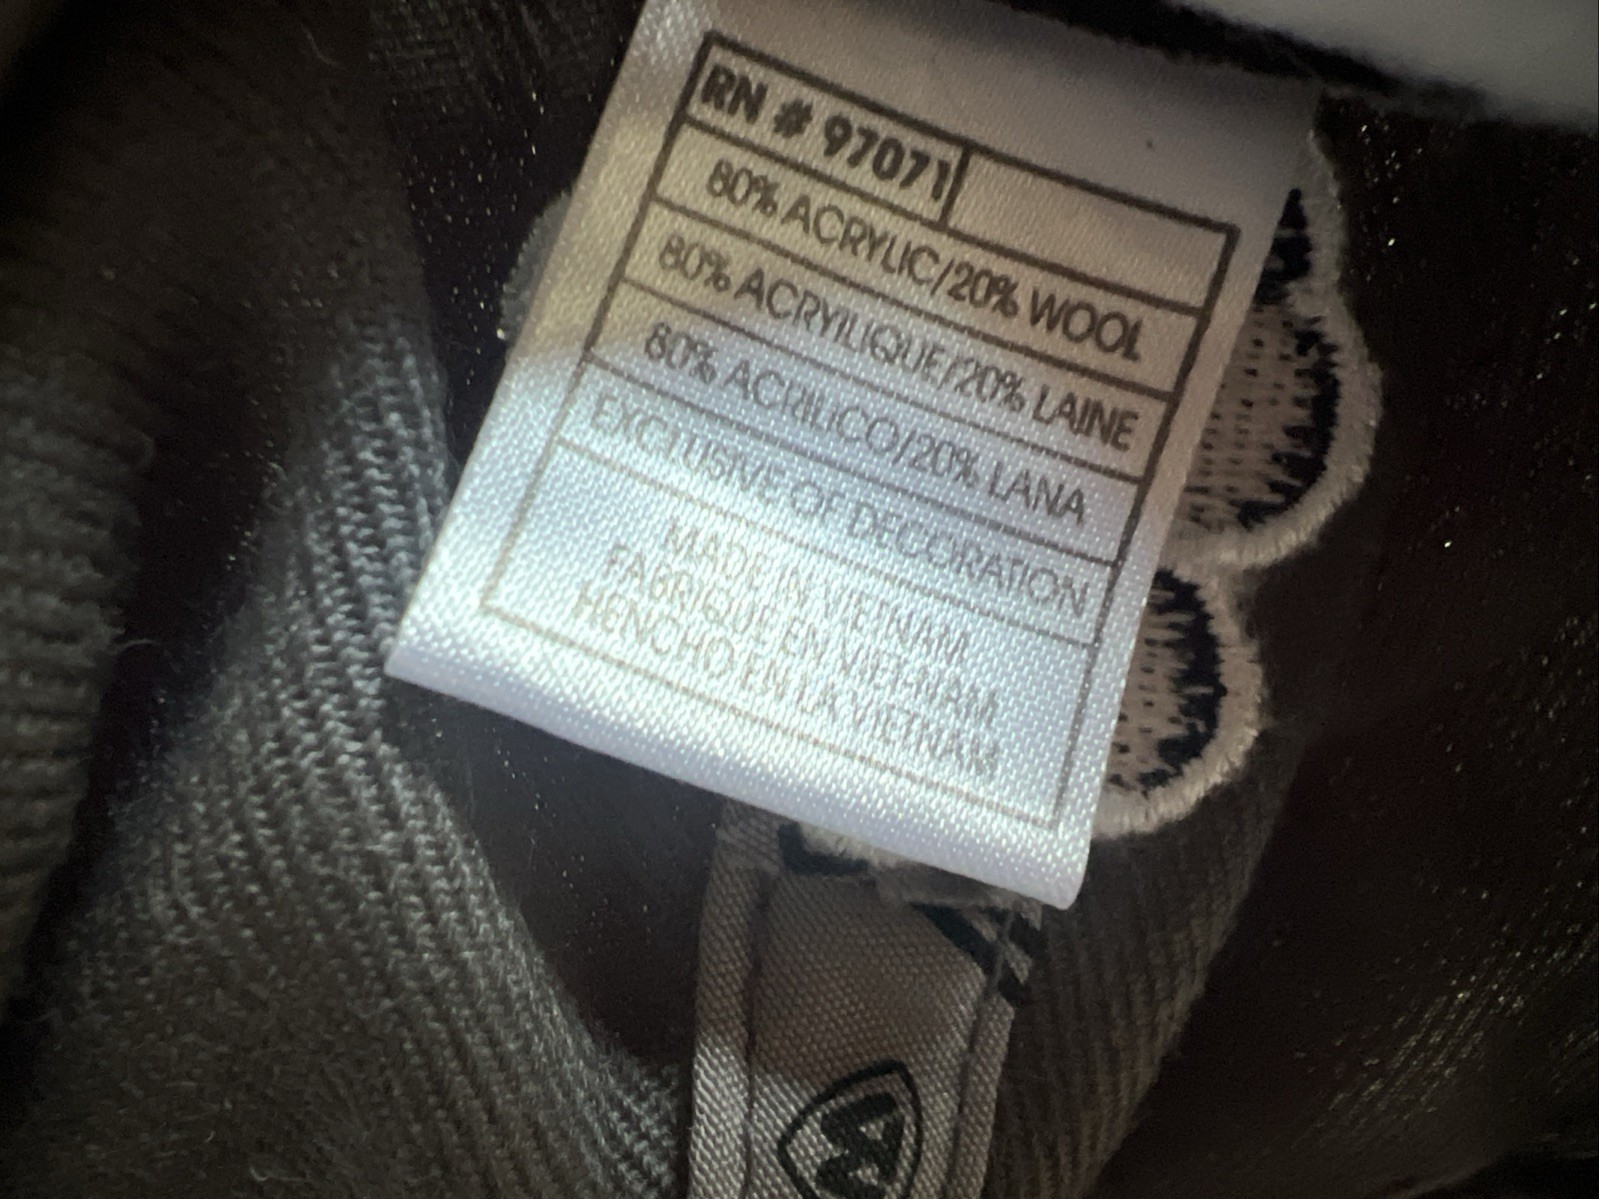 RN # 97071
80% ACRYLIC/20% WOOL
80% ACRYILIQUE/20% LAINE
80% ACRILICO/20% LANA
EXCLUSIVE OF DECORATION
MADE IN VIETNAM
FABRIQUE EN VIETNAM
HENCHO EN LA VIETNAM